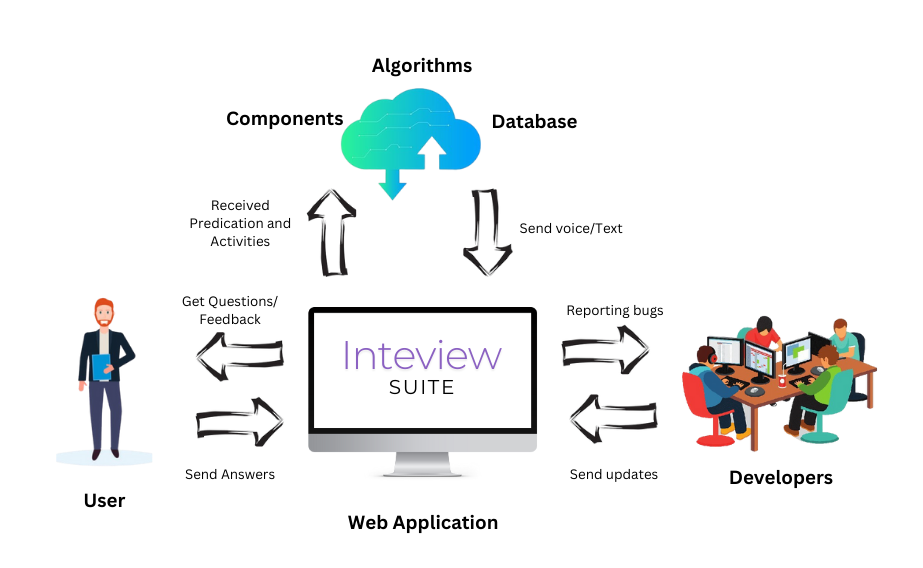 Algorithms
Components
Database
Received
Predication and
Activities
Send voice/Text
Get Questions/
Feedback
Reporting bugs
Inteview
SUITE
Send Answers
Send updates
Developers
User
Web Application